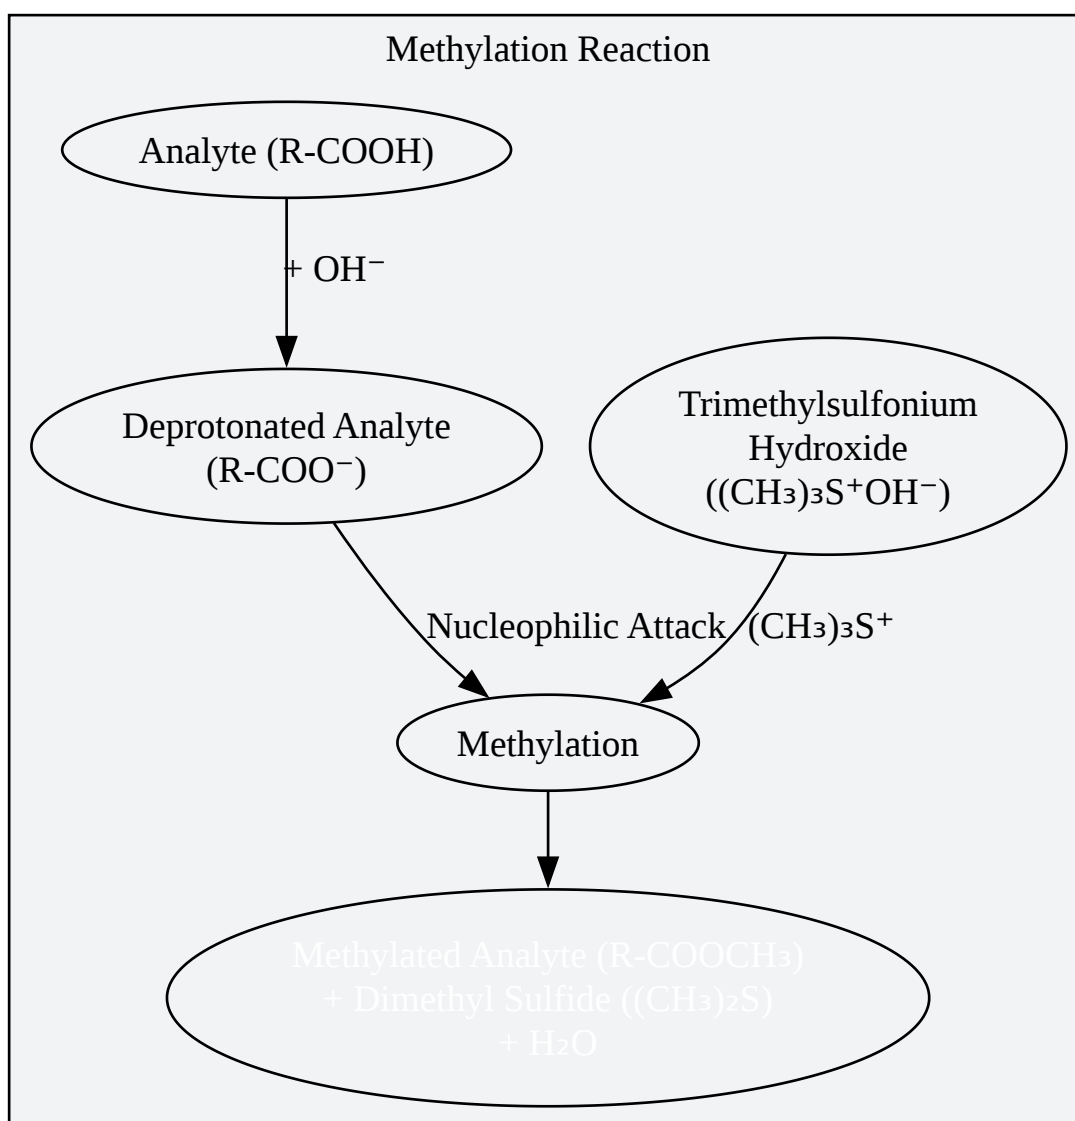 Methylation Reaction
Analyte (R-COOH)
+ OH⁻
Deprotonated Analyte
(R-COO⁻)
Trimethylsulfonium
Hydroxide
((CH₃)₃S⁺OH⁻)
Nucleophilic Attack
(CH₃)₃S⁺
Methylation
Methylated Analyte (R-COOCH₃)
+ Dimethyl Sulfide ((CH₃)₂S)
+ H₂O